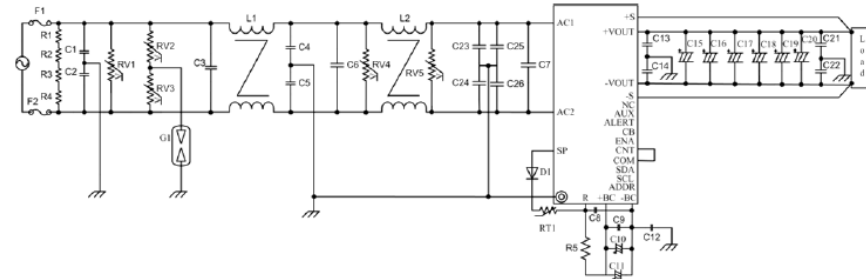 F1
R1
R2
R3
R4
F2
C1
C2
RV1
RV2
RV3
G1
C3
L1
C4
C5
C6
RV4
L2
RV5
C23
C24
C25
C26
C7
AC1
AC2
SP
D1
RT1
R5
R
+BC
-BC
C8
C9
C10
C11
C12
+S
+VOUT
-VOUT
-S
NC
AUX
ALERT
CB
ENA
CNT
COM
SDA
SCL
ADDR
C13
C14
C15
C16
C17
C18
C19
C20
C21
C22
Load